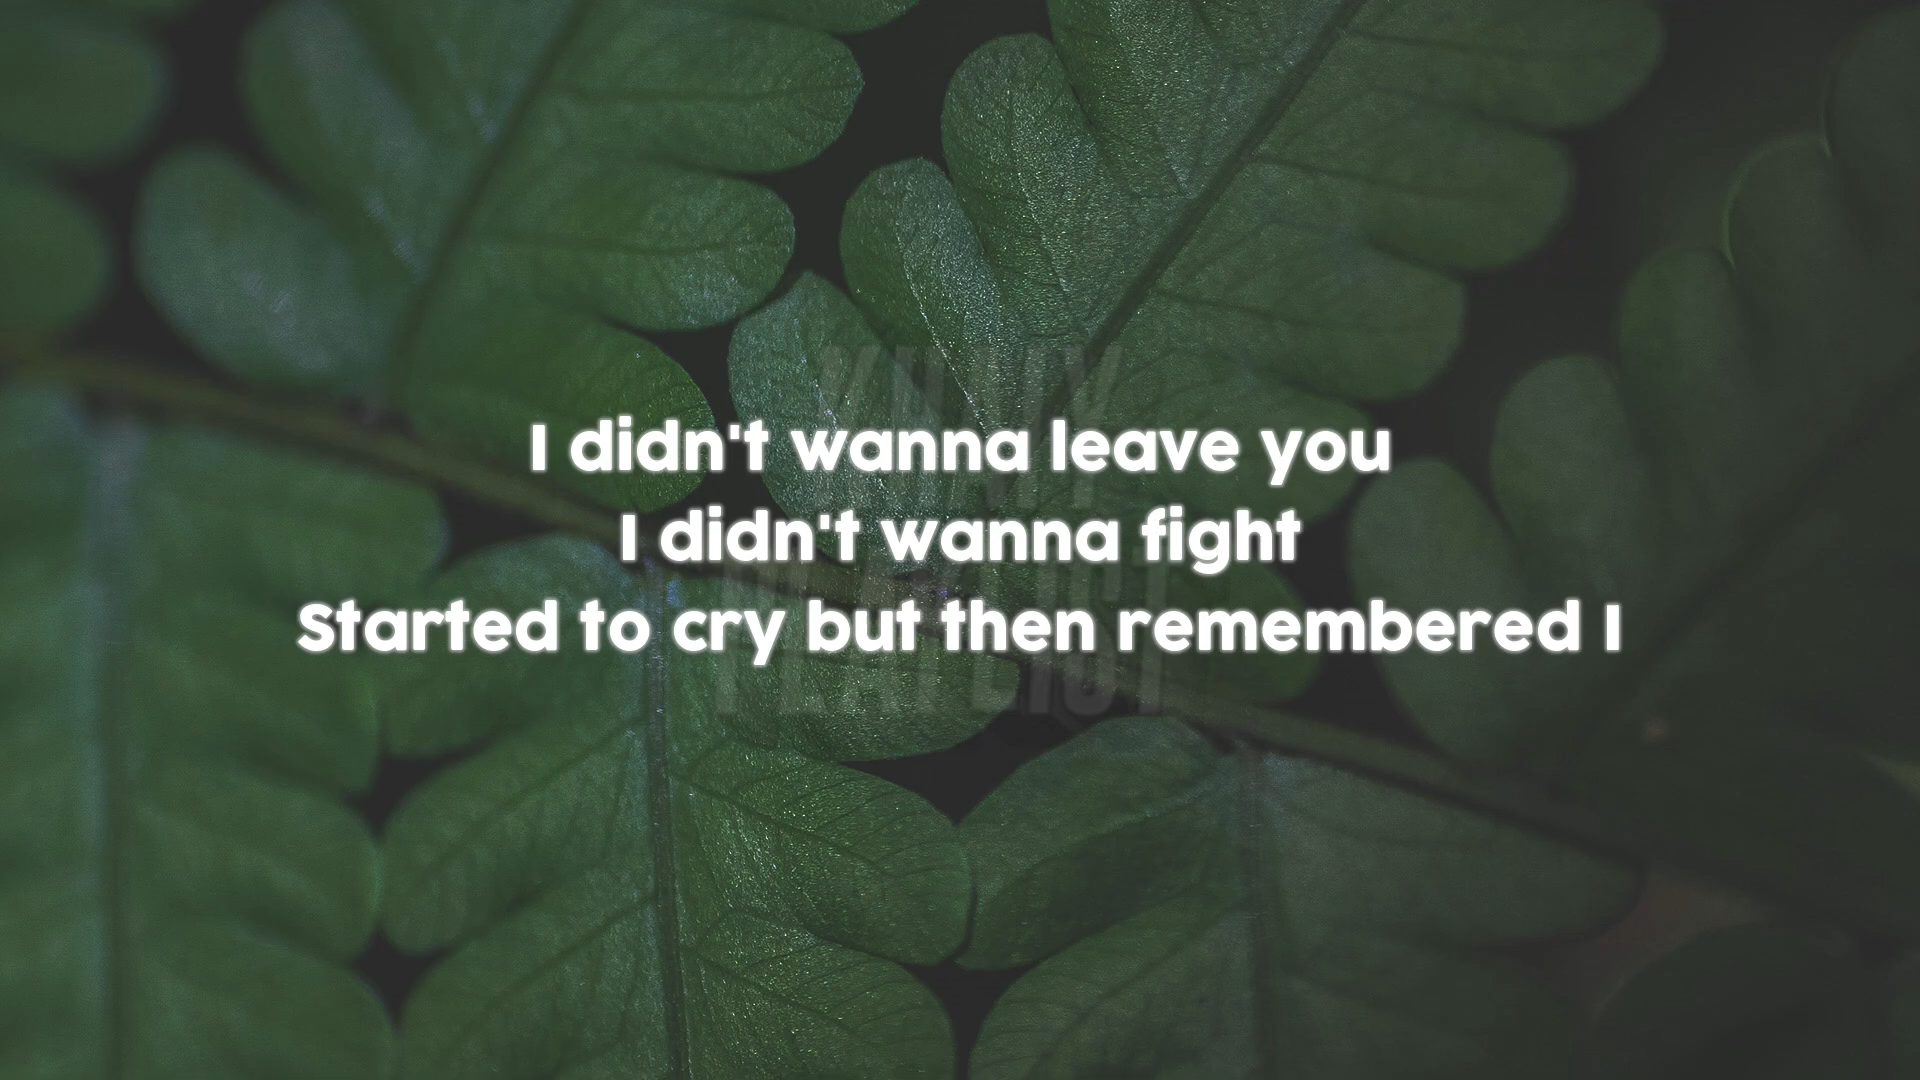 I didn't wanna leave you
I didn't wanna fight
Started to cry but then remembered I